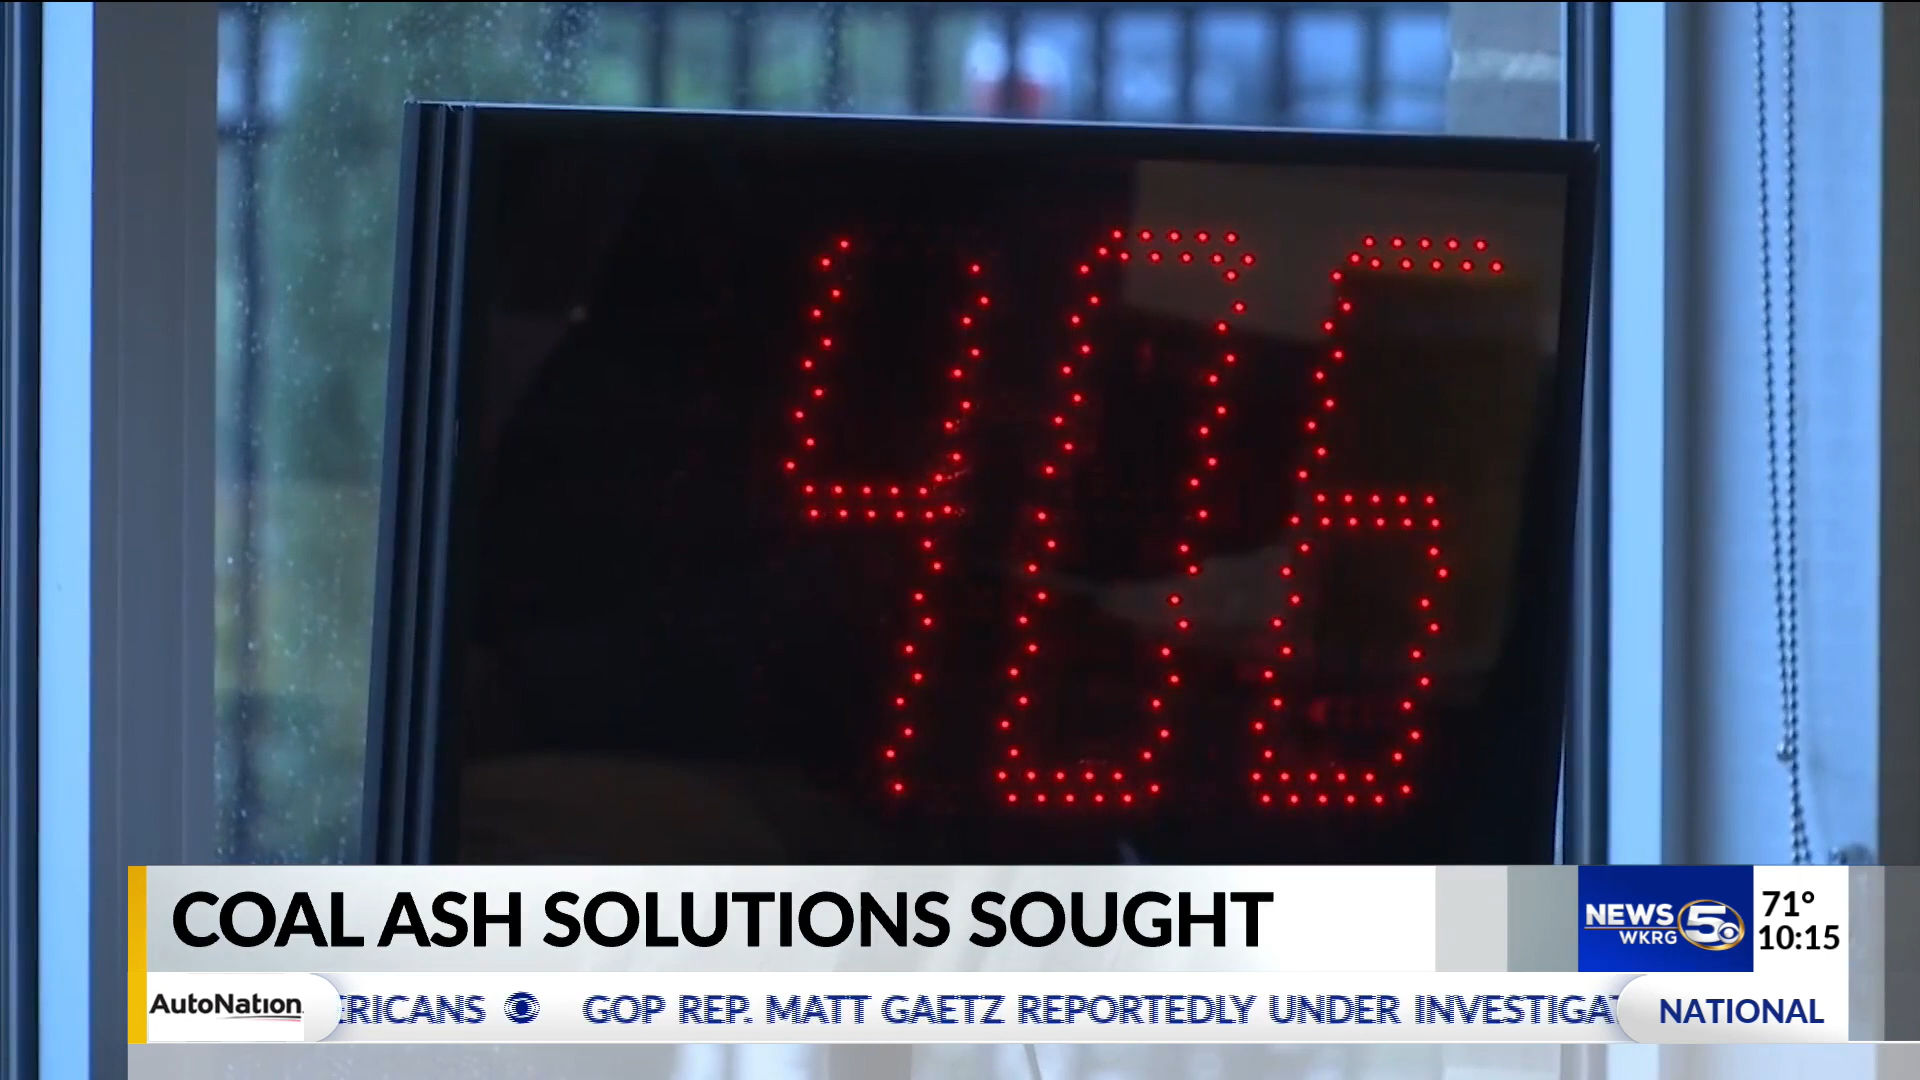 406
COAL ASH SOLUTIONS SOUGHT
NEWS 5
WKRG
71°
10:15
AutoNation
ERICANS GOP REP. MATT GAETZ REPORTEDLY UNDER INVESTIGAT
NATIONAL